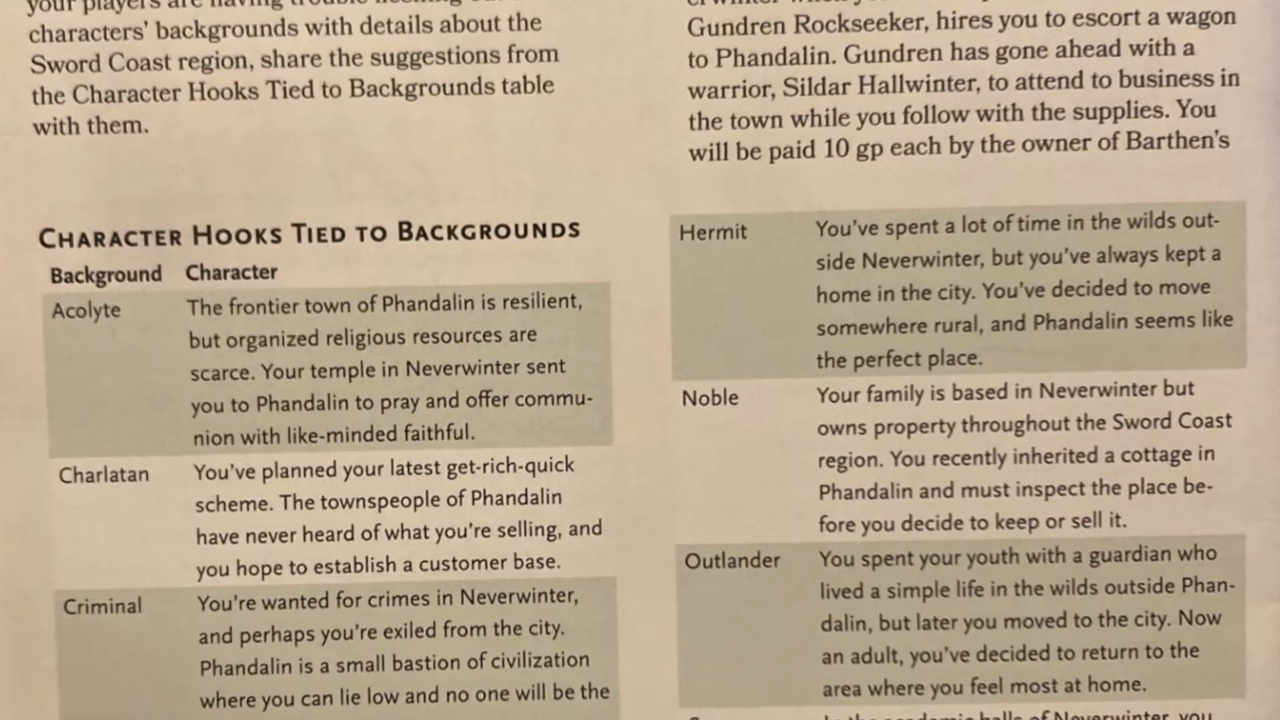 your players are having trouble
characters' backgrounds with details about the
Sword Coast region, share the suggestions from
the Character Hooks Tied to Backgrounds table
with them.
Gundren Rockseeker, hires you to escort a wagon
to Phandalin. Gundren has gone ahead with a
warrior, Sildar Hallwinter, to attend to business in
the town while you follow with the supplies. You
will be paid 10 gp each by the owner of Barthen's
CHARACTER HOOKS TIED TO BACKGROUNDS
Background Character
Acolyte The frontier town of Phandalin is resilient,
but organized religious resources are
scarce. Your temple in Neverwinter sent
you to Phandalin to pray and offer commu-
nion with like-minded faithful.
Charlatan You've planned your latest get-rich-quick
scheme. The townspeople of Phandalin
have never heard of what you're selling, and
you hope to establish a customer base.
Criminal You're wanted for crimes in Neverwinter,
and perhaps you're exiled from the city.
Phandalin is a small bastion of civilization
where you can lie low and no one will be the
Hermit You've spent a lot of time in the wilds out-
side Neverwinter, but you've always kept a
home in the city. You've decided to move
somewhere rural, and Phandalin seems like
the perfect place.
Noble Your family is based in Neverwinter but
owns property throughout the Sword Coast
region. You recently inherited a cottage in
Phandalin and must inspect the place be-
fore you decide to keep or sell it.
Outlander You spent your youth with a guardian who
lived a simple life in the wilds outside Phan-
dalin, but later you moved to the city. Now
an adult, you've decided to return to the
area where you feel most at home.
In the academic halls of Neverwinter, you